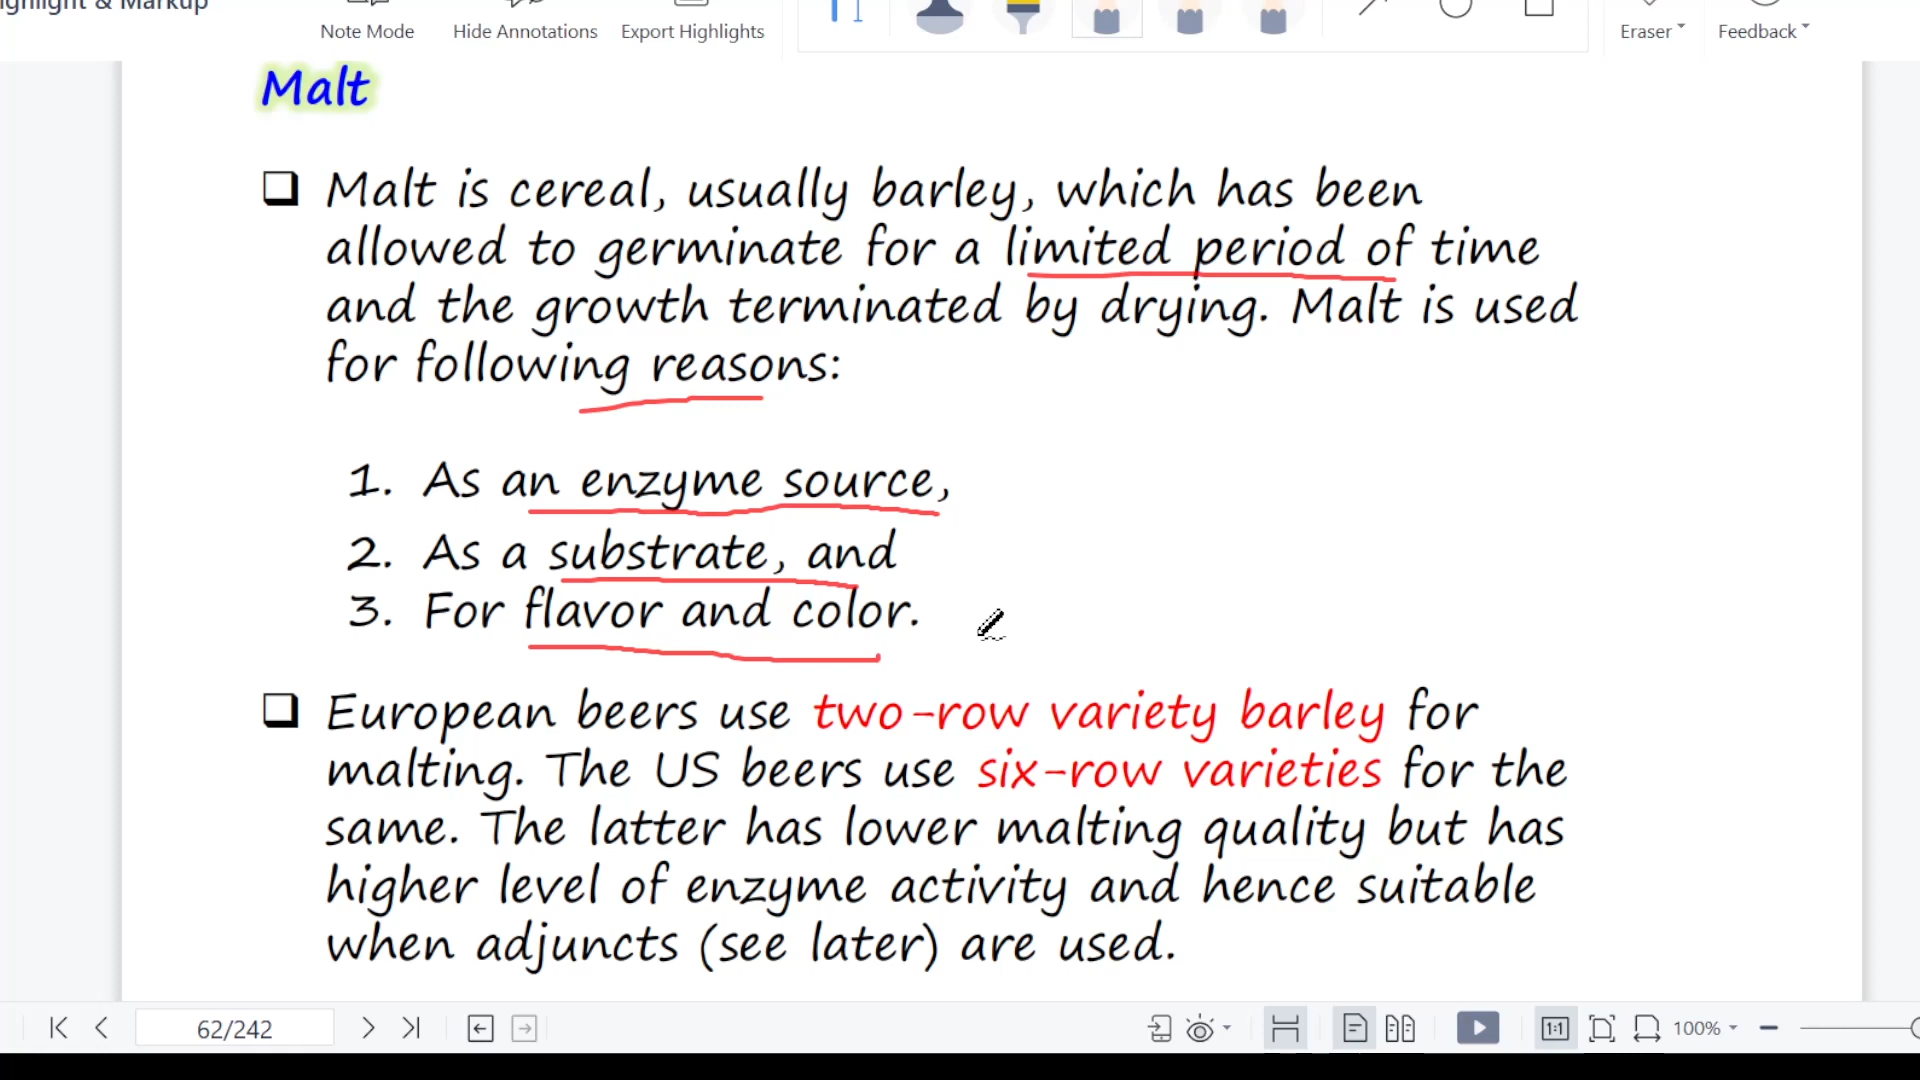 Highlight & Markup
Note Mode
Hide Annotations
Export Highlights
Eraser
Feedback
Malt
❑ Malt is cereal, usually barley, which has been
allowed to germinate for a limited period of time
and the growth terminated by drying. Malt is used
for following reasons:
1. As an enzyme source,
2. As a substrate, and
3. For flavor and color.
❑ European beers use two-row variety barley for
malting. The US beers use six-row varieties for the
same. The latter has lower malting quality but has
higher level of enzyme activity and hence suitable
when adjuncts (see later) are used.
62/242
1:1
100%